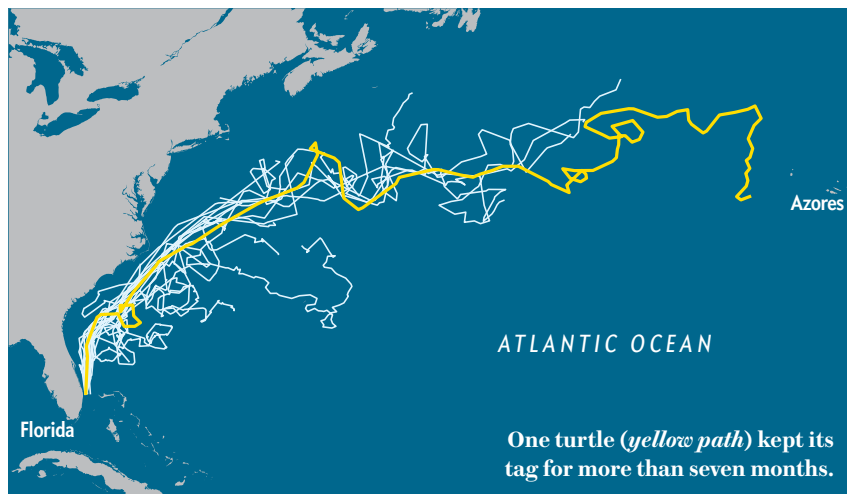 Azores
ATLANTIC OCEAN
Florida
One turtle (yellow path) kept its
tag for more than seven months.